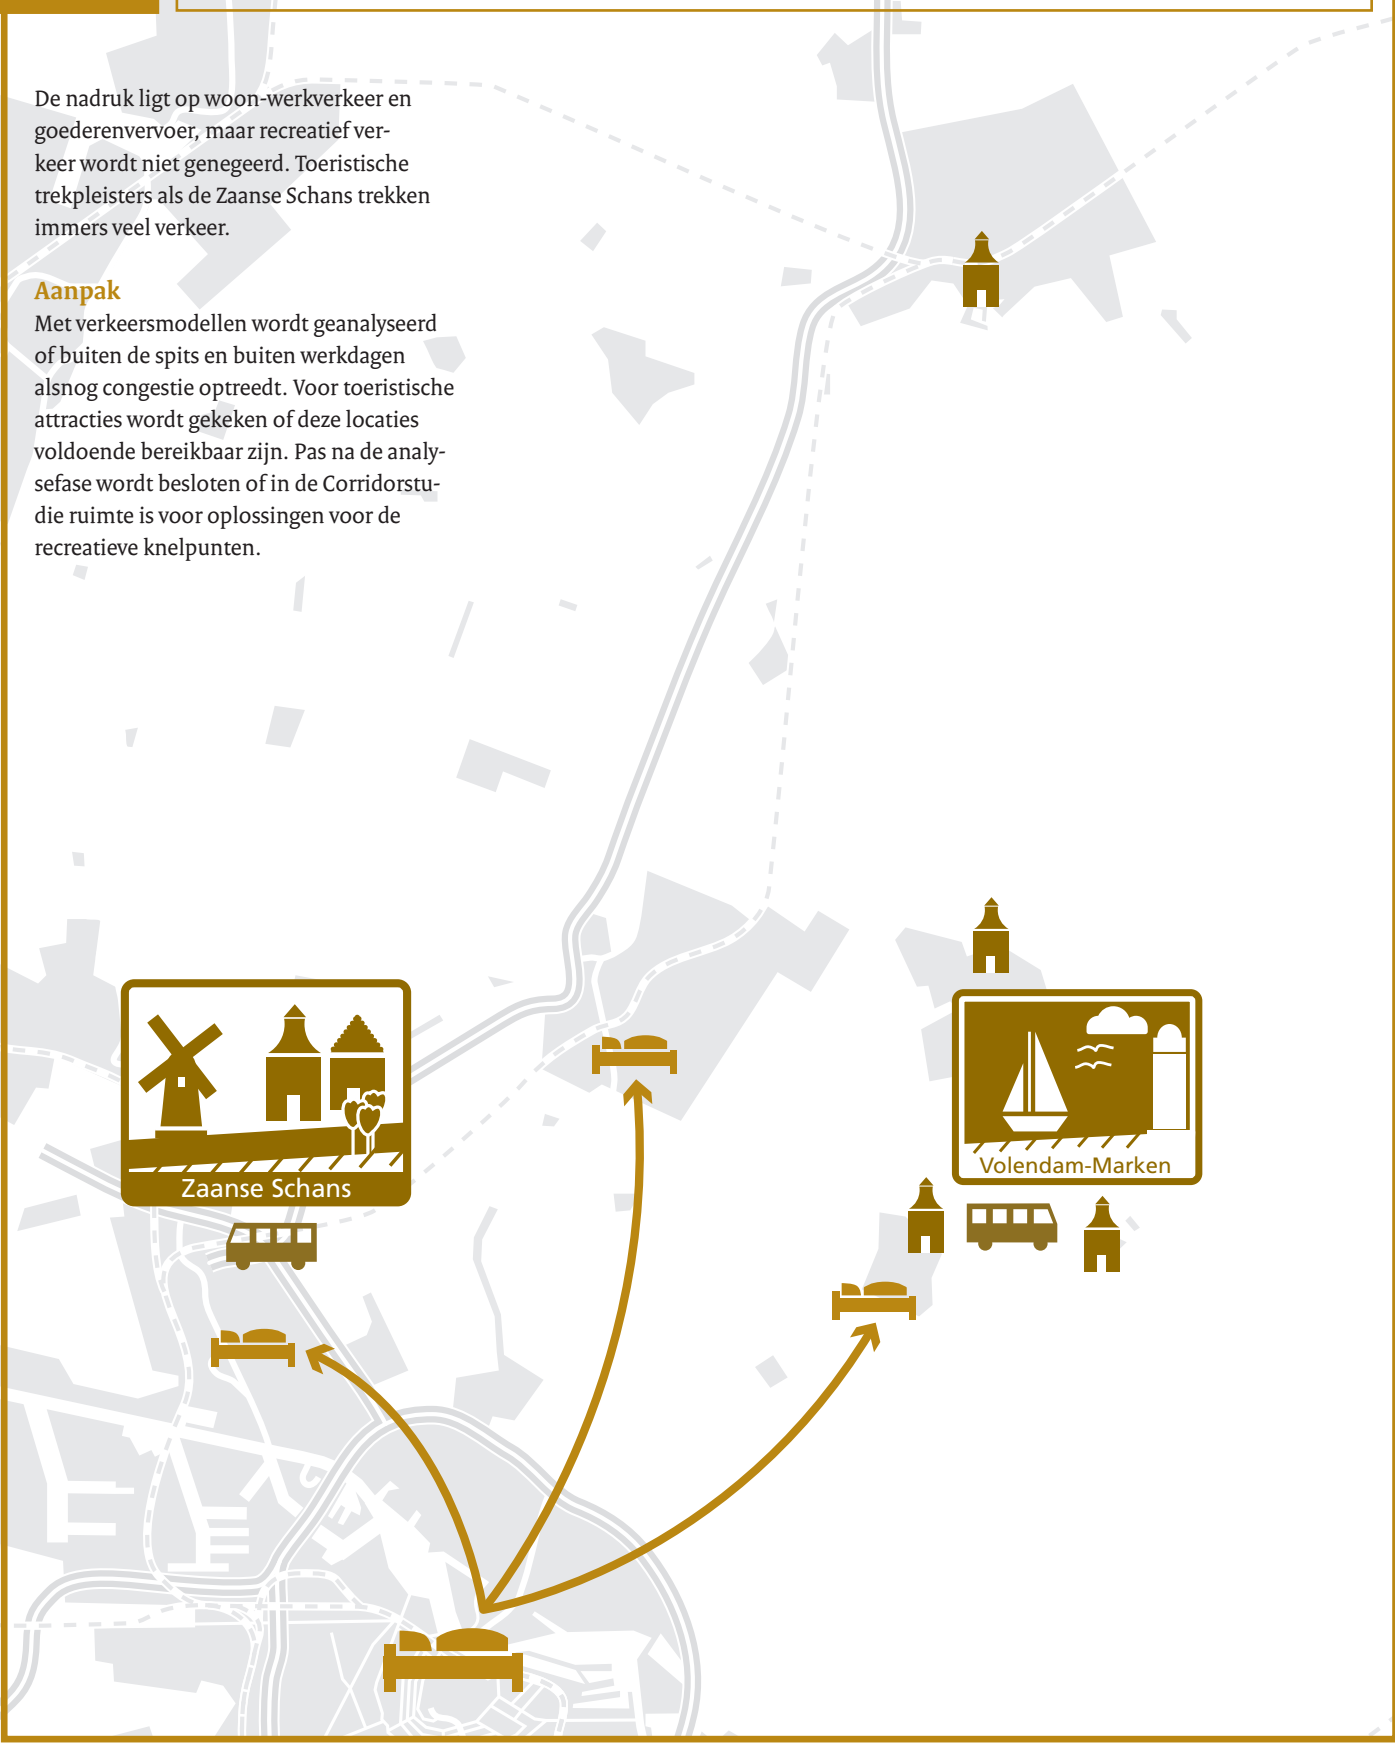 De nadruk ligt op woon-werkverkeer en
goederenvervoer, maar recreatief ver-
keer wordt niet genegeerd. Toeristische
trekpleisters als de Zaanse Schans trekken
immers veel verkeer.
Aanpak
Met verkeersmodellen wordt geanalyseerd
of buiten de spits en buiten werkdagen
alsnog congestie optreedt. Voor toeristische
attracties wordt gekeken of deze locaties
voldoende bereikbaar zijn. Pas na de analy-
sefase wordt besloten of in de Corridorstu-
die ruimte is voor oplossingen voor de
recreatieve knelpunten.
Zaanse Schans
Volendam-Marken